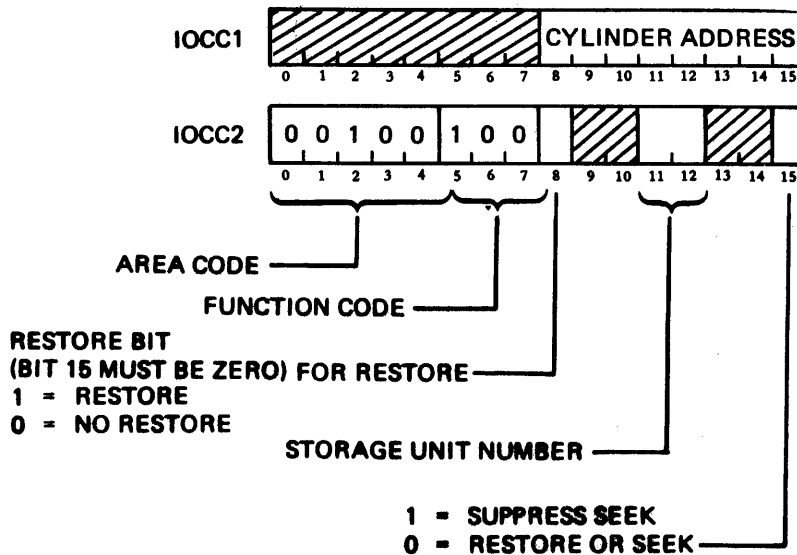 IOCC1 CYLINDER ADDRESS
0 1 2 3 4 5 6 7 8 9 10 11 12 13 14 15
IOCC2 0 0 1 0 0 1 0 0
0 1 2 3 4 5 6 7 8 9 10 11 12 13 14 15
AREA CODE
FUNCTION CODE
RESTORE BIT
(BIT 15 MUST BE ZERO) FOR RESTORE
1 = RESTORE
0 = NO RESTORE
STORAGE UNIT NUMBER
1 = SUPPRESS SEEK
0 = RESTORE OR SEEK